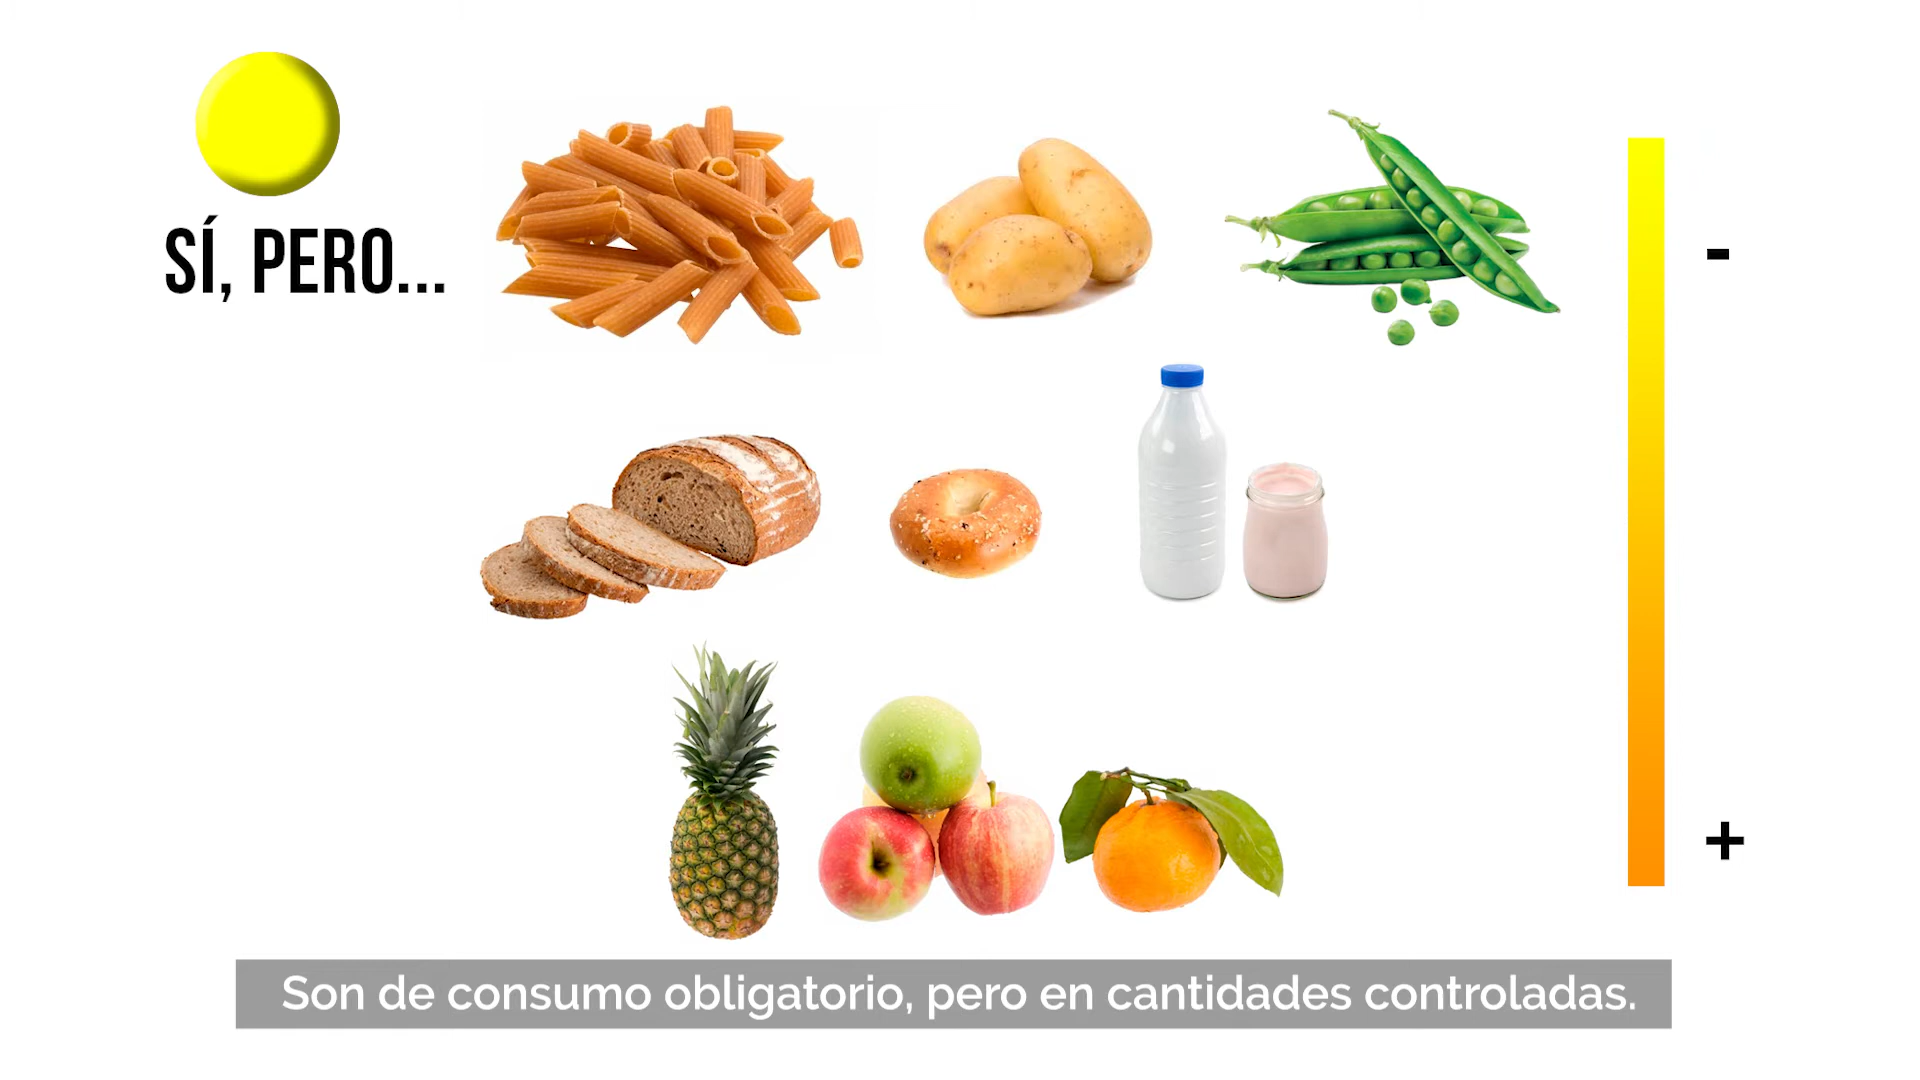 SÍ, PERO...
-
+
Son de consumo obligatorio, pero en cantidades controladas.